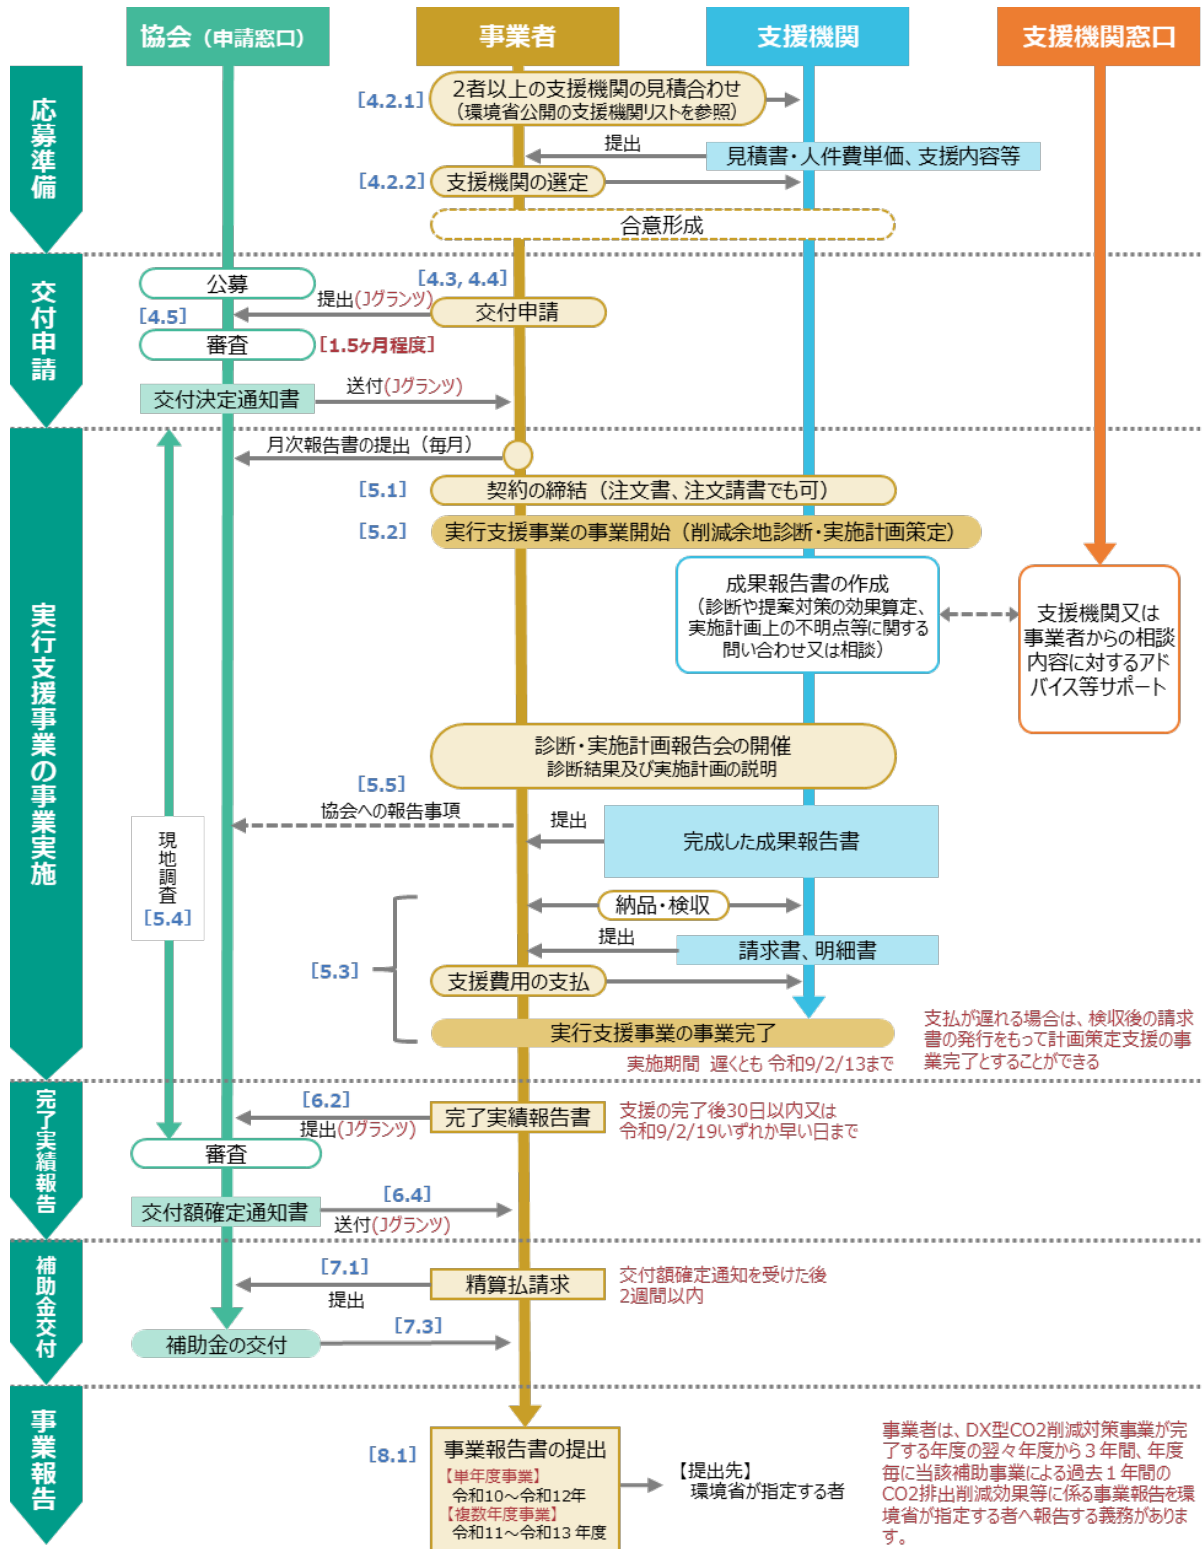 協会（申請窓口）
事業者
支援機関
支援機関窓口
応募準備
[4.2.1]
２者以上の支援機関の見積合わせ
（環境省公開の支援機関リストを参照）
提出
見積書・人件費単価、支援内容等
[4.2.2]
支援機関の選定
合意形成
交付申請
公募
[4.3, 4.4]
提出(Jグランツ)
交付申請
[4.5]
審査
[1.5ヶ月程度]
交付決定通知書
送付(Jグランツ)
実行支援事業の事業実施
月次報告書の提出（毎月）
[5.1]
契約の締結（注文書、注文請書でも可）
[5.2]
実行支援事業の事業開始（削減余地診断・実施計画策定）
成果報告書の作成
（診断や提案対策の効果算定、
実施計画上の不明点等に関する
問い合わせ又は相談）
支援機関又は
事業者からの相談
内容に対するアド
バイス等サポート
診断・実施計画報告会の開催
診断結果及び実施計画の説明
[5.5]
協会への報告事項
提出
完成した成果報告書
現地調査
[5.4]
納品・検収
提出
請求書、明細書
[5.3]
支援費用の支払
実行支援事業の事業完了
実施期間 遅くとも 令和9/2/13まで
支払が遅れる場合は、検収後の請求
書の発行をもって計画策定支援の事
業完了とすることができる
完了実績報告
[6.2]
提出(Jグランツ)
完了実績報告書
支援の完了後30日以内又は
令和9/2/19いずれか早い日まで
審査
交付額確定通知書
[6.4]
送付(Jグランツ)
補助金交付
[7.1]
提出
精算払請求
交付額確定通知を受けた後
2週間以内
補助金の交付
[7.3]
事業報告
[8.1]
事業報告書の提出
【単年度事業】
令和10～令和12年
【複数年度事業】
令和11～令和13 年度
【提出先】
環境省が指定する者
事業者は、DX型CO2削減対策事業が完
了する年度の翌々年度から３年間、年度
毎に当該補助事業による過去１年間の
CO2排出削減効果等に係る事業報告を環
境省が指定する者へ報告する義務がありま
す。